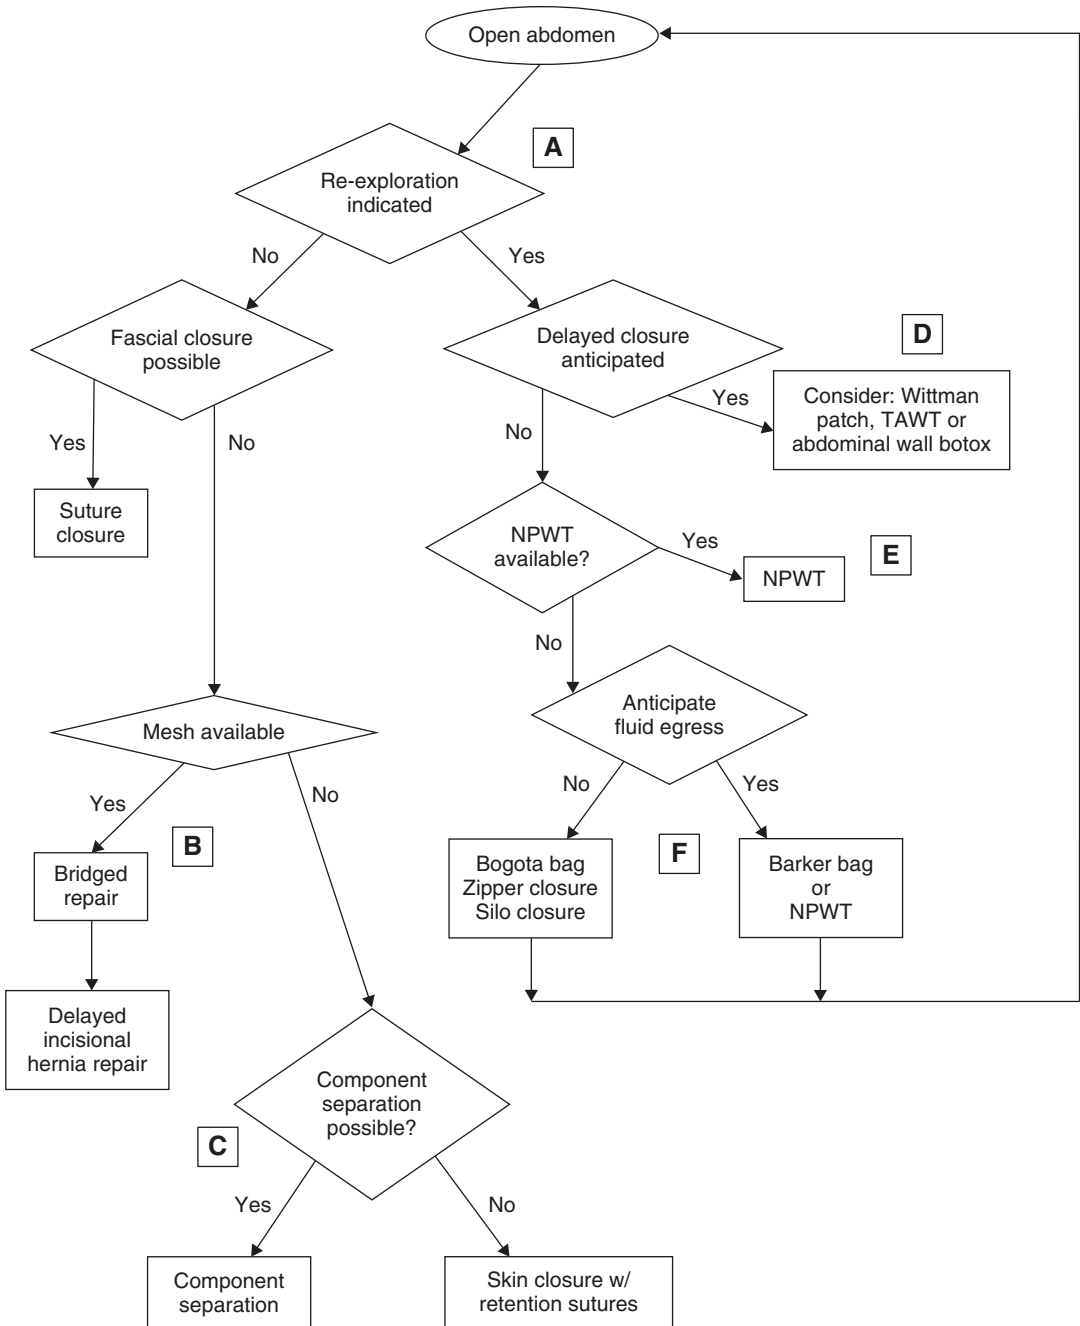 Open abdomen
A
Re-exploration
indicated
No
Yes
Fascial closure
possible
Delayed closure
anticipated
D
Yes
Consider: Wittman
patch, TAWT or
abdominal wall botox
Yes
No
No
Suture
closure
NPWT
available?
Yes
E
NPWT
No
Anticipate
fluid egress
Mesh available
No
Yes
Yes
No
B
F
Bridged
repair
Bogota bag
Zipper closure
Silo closure
Barker bag
or
NPWT
Delayed
incisional
hernia repair
Component
separation
possible?
C
Yes
No
Component
separation
Skin closure w/
retention sutures